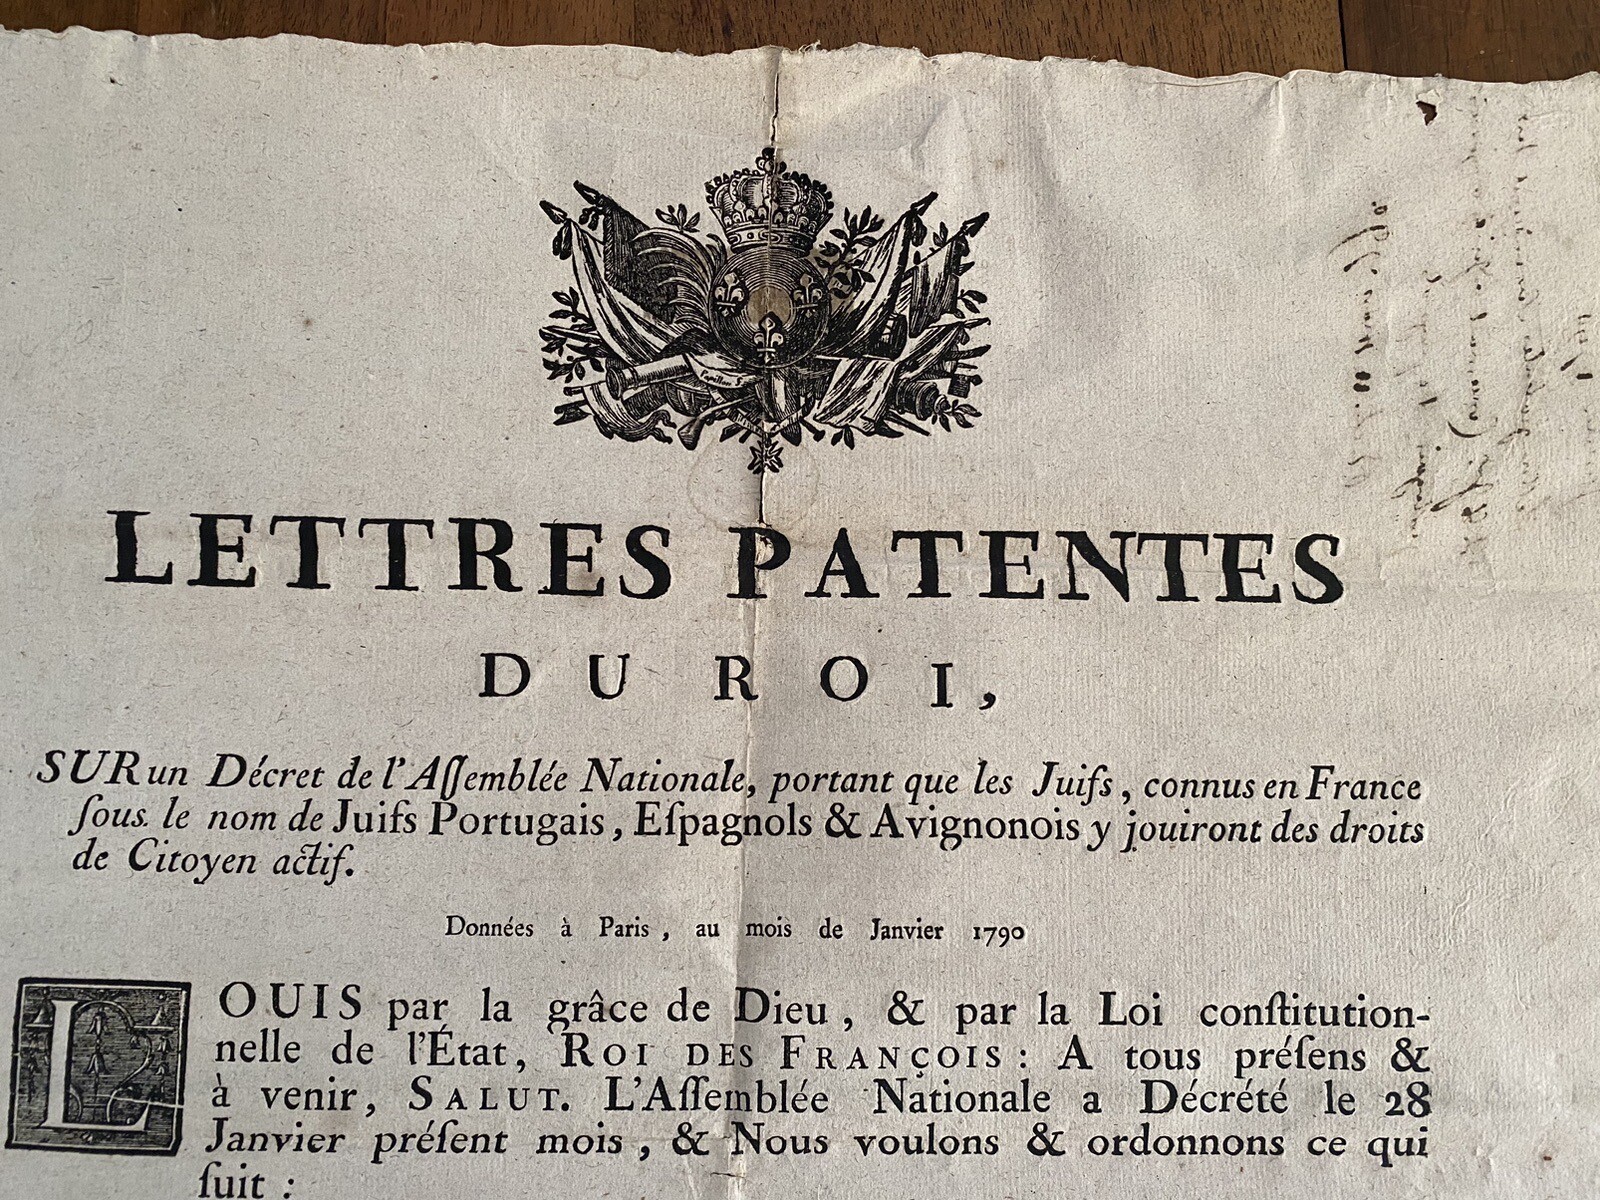 LETTRES PATENTES
DU ROI,
SUR un Décret de l'Aſſemblée Nationale, portant que les Juifs, connus en France
ſous. le nom de Juifs Portugais, Eſpagnols & Avignonois y jouiront des droits
de Citoyen actif.
Données à Paris, au mois de Janvier 1790
LOUIS par la grâce de Dieu, & par la Loi conſtitution-
nelle de l'État, ROI DES FRANÇOIS: A tous préſens &
à venir, SALUT. L'Aſſemblée Nationale a Décrété le 28
Janvier préſent mois, & Nous voulons & ordonnons ce qui
ſuit: